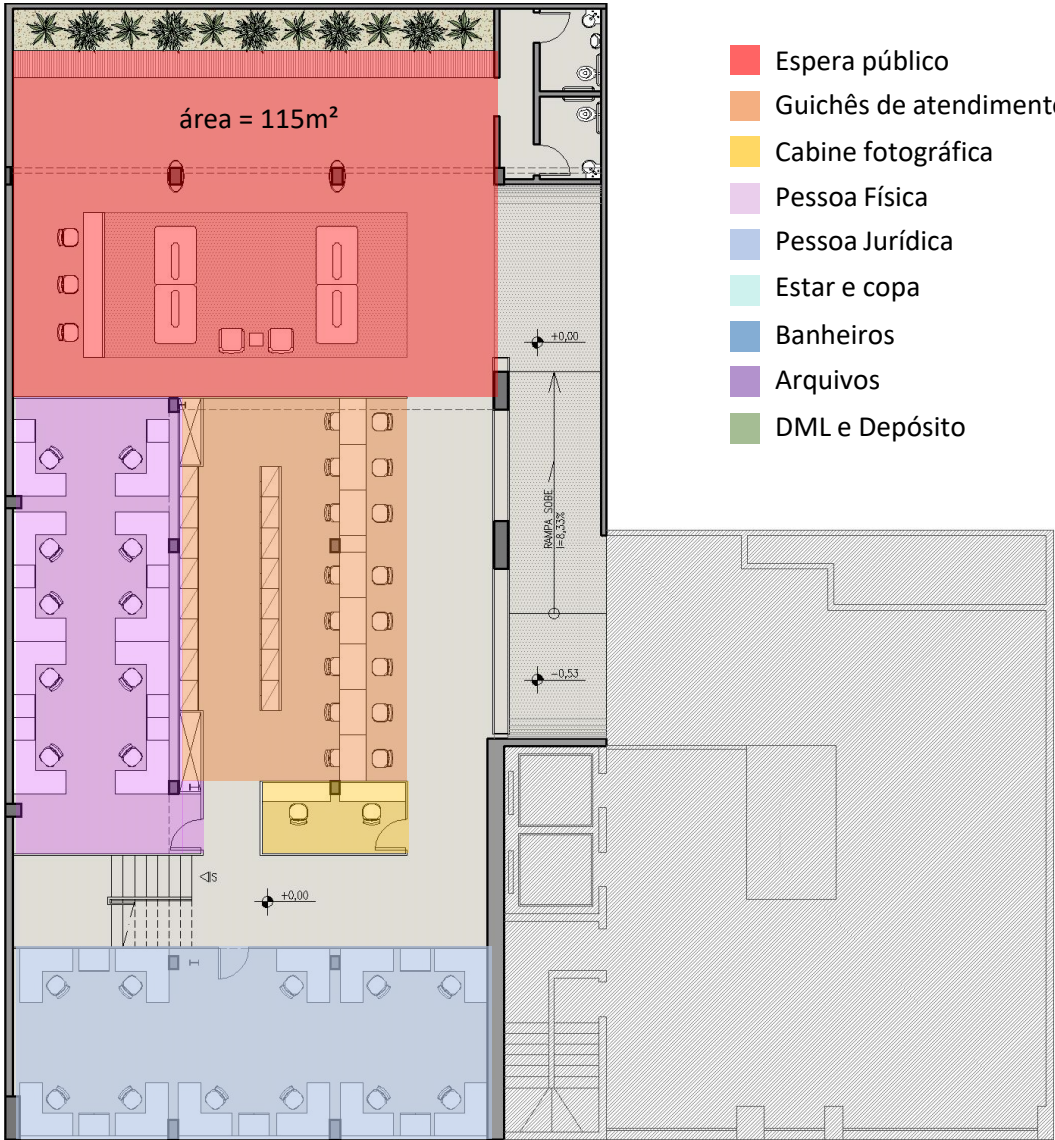 área = 115m²
Espera público
Guichês de atendimento
Cabine fotográfica
Pessoa Física
Pessoa Jurídica
Estar e copa
Banheiros
Arquivos
DML e Depósito
+0,00
RAMPA SOBE
i=8,33%
-0,53
S
+0,00